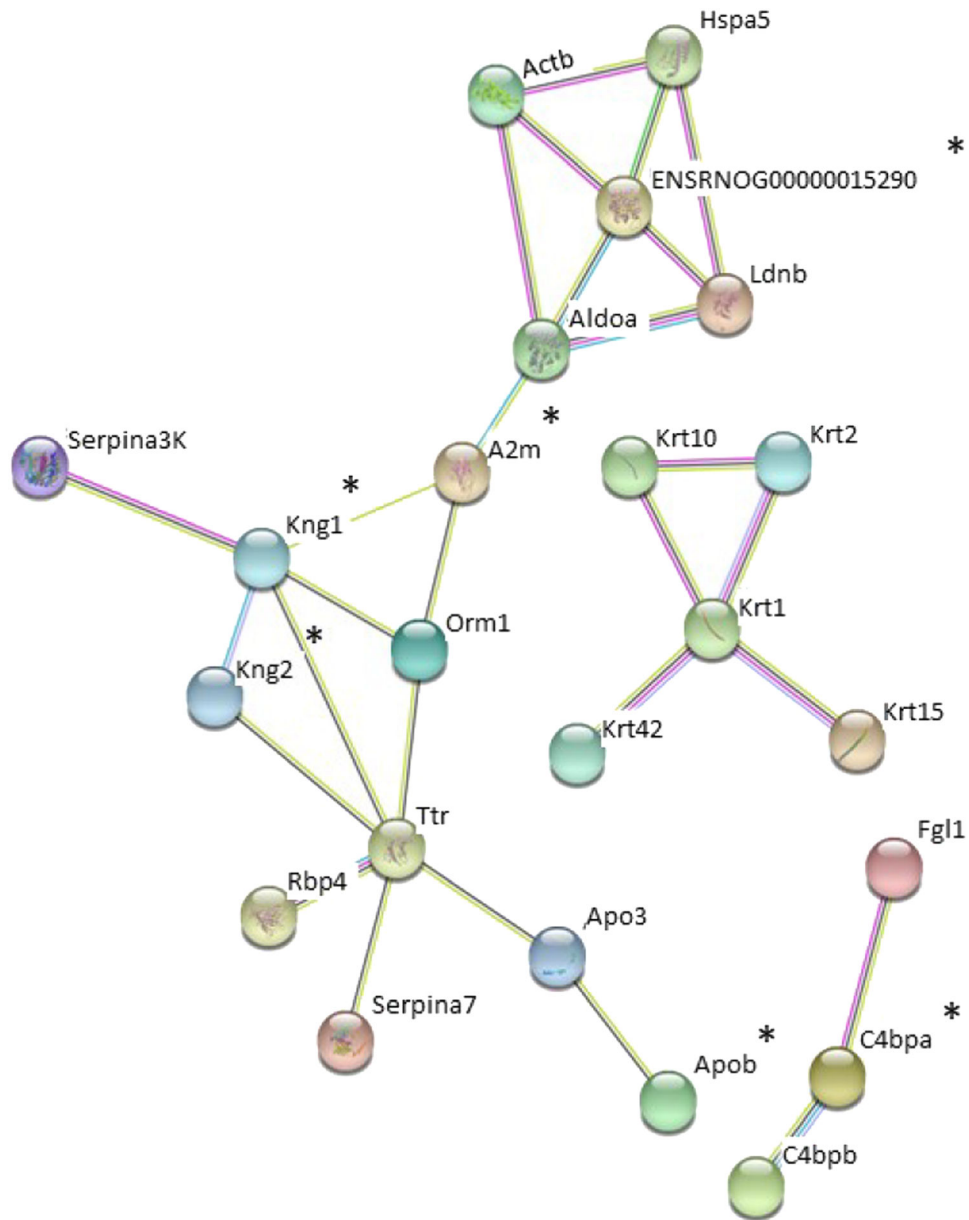 Hspa5
Actb
*
ENSRNOG00000015290
Ldnb
Aldoa
*
A2m
Serpina3K
*
Kng1
Krt10
Krt2
Orm1
*
Kng2
Krt1
Krt42
Krt15
Ttr
Rbp4
Fgl1
Apo3
Serpina7
*
Apob
*
C4bpa
C4bpb